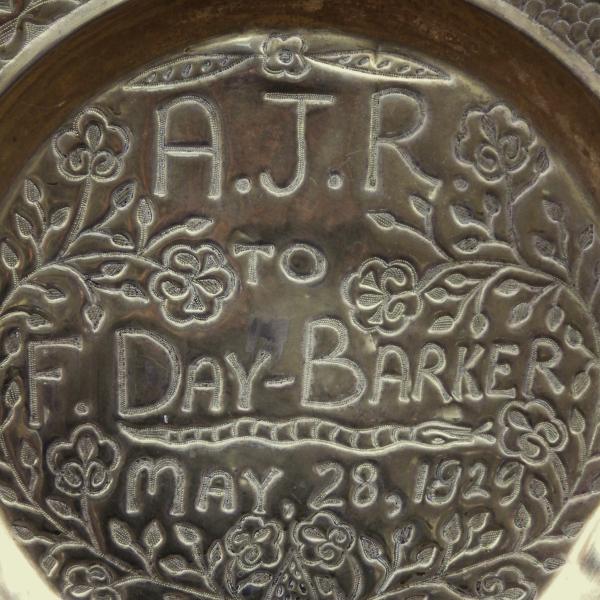 A.J.R.
TO
F. DAY-BARKER
MAY 28, 1929